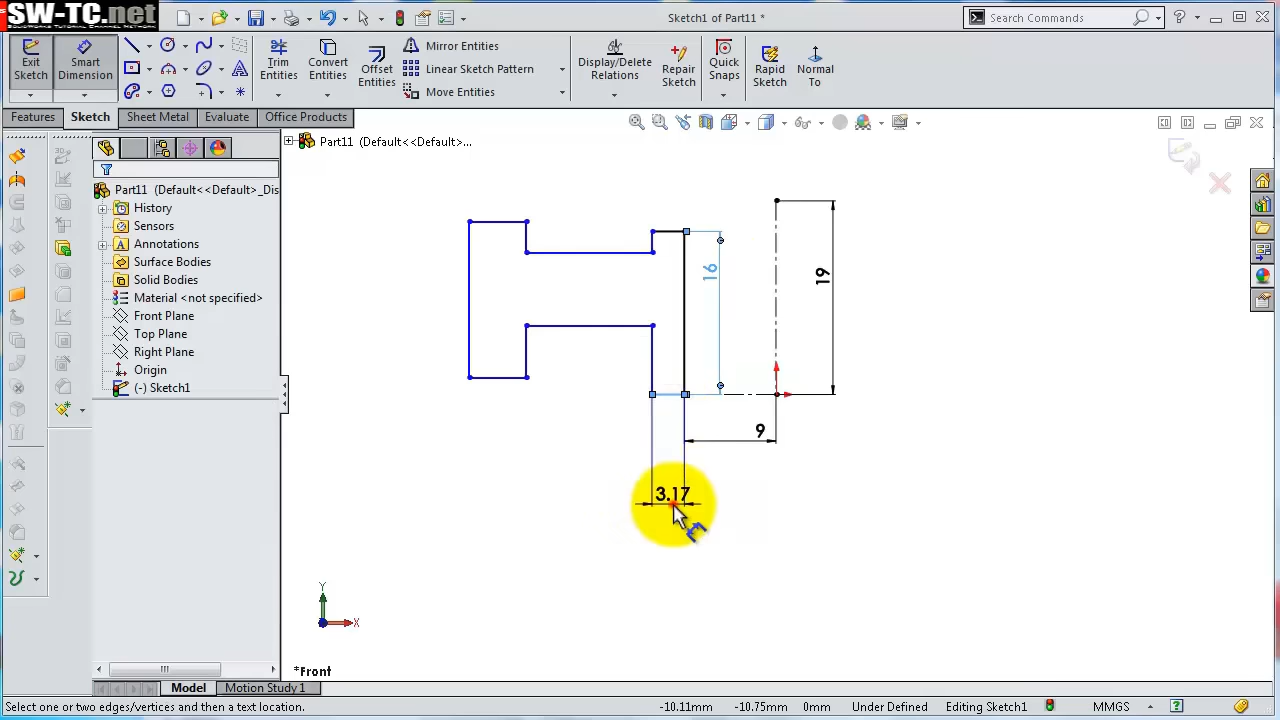 SW-TC.net
SOLIDWORKS TUTORIAL CHANNEL NETWORK
Sketch1 of Part11 *
Search Commands
Exit Sketch
Smart Dimension
Trim Entities
Convert Entities
Offset Entities
Mirror Entities
Linear Sketch Pattern
Move Entities
Display/Delete Relations
Repair Sketch
Quick Snaps
Rapid Sketch
Normal To
Features
Sketch
Sheet Metal
Evaluate
Office Products
Part11 (Default<<Default>...
Part11 (Default<<Default>_Dis
History
Sensors
Annotations
Surface Bodies
Solid Bodies
Material <not specified>
Front Plane
Top Plane
Right Plane
Origin
(-) Sketch1
16
19
9
3.17
Y
X
*Front
Model
Motion Study 1
Select one or two edges/vertices and then a text location.
-10.11mm
-10.75mm
0mm
Under Defined
Editing Sketch1
MMGS